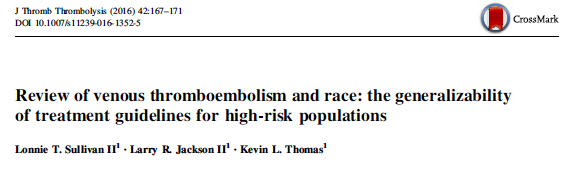 J Thromb Thrombolysis (2016) 42:167–171
DOI 10.1007/s11239-016-1352-5
CrossMark
Review of venous thromboembolism and race: the generalizability
of treatment guidelines for high-risk populations
Lonnie T. Sullivan II¹ · Larry R. Jackson II¹ · Kevin L. Thomas¹